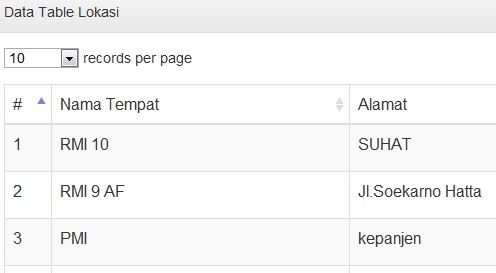 Data Table Lokasi
10 records per page
# Nama Tempat Alamat
1 RMI 10 SUHAT
2 RMI 9 AF Jl.Soekarno Hatta
3 PMI kepanjen